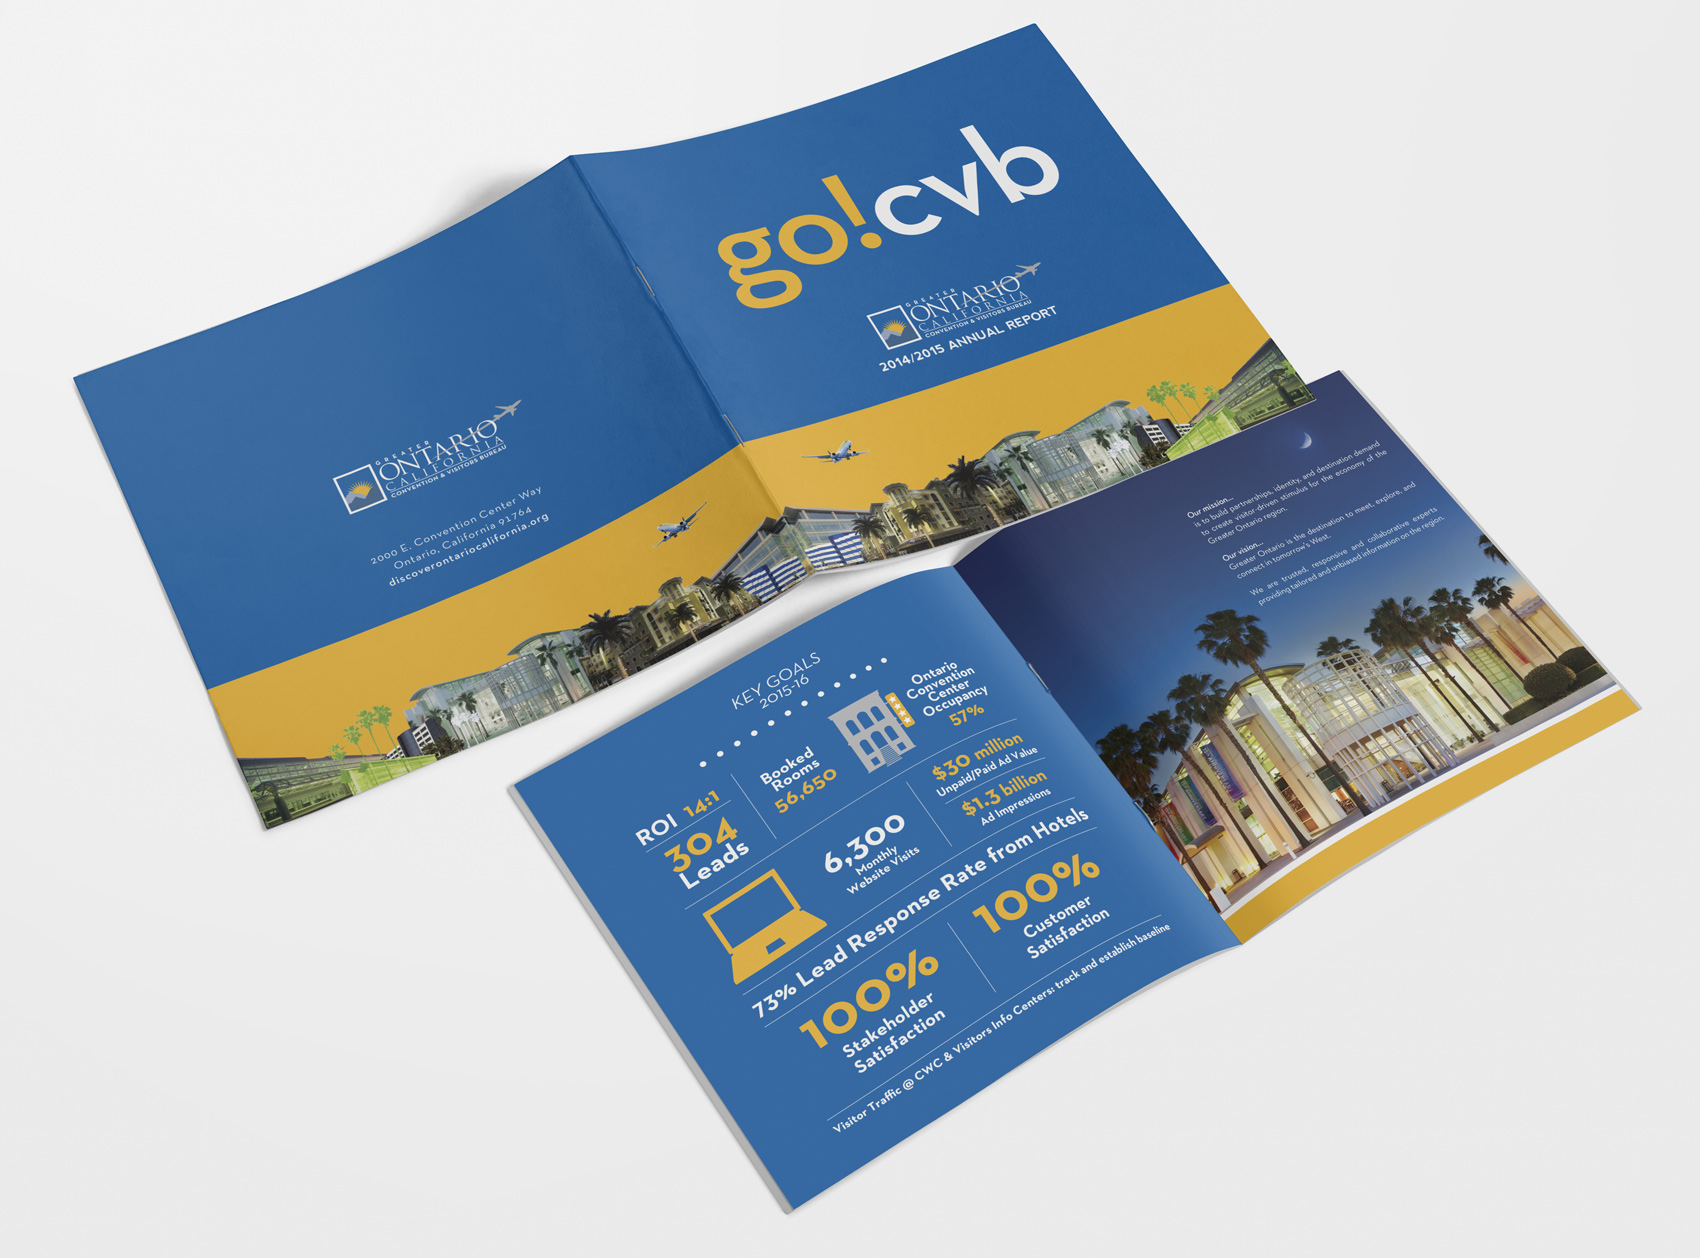 go!cvb
GREATER
ONTARIO
CALIFORNIA
CONVENTION & VISITORS BUREAU
2014/2015 ANNUAL REPORT
GREATER
ONTARIO
CALIFORNIA
CONVENTION & VISITORS BUREAU
2000 E. Convention Center Way
Ontario, California 91764
discoverontariocalifornia.org
KEY GOALS
2015-16
ROI 14:1
304
Leads
Booked
Rooms
56,650
Ontario
Convention
Center
Occupancy
57%
6,300
Monthly
Website Visits
$30 million
Unpaid/Paid Ad Value
$1.3 billion
Ad Impressions
73% Lead Response Rate from Hotels
100%
Stakeholder
Satisfaction
100%
Customer
Satisfaction
Visitor Traffic @ CWC & Visitors Info Centers: track and establish baseline
Our mission...
is to build partnerships, identity, and destination demand
to create visitor-driven stimulus for the economy of the
Greater Ontario region.
Our vision...
Greater Ontario is the destination to meet, explore, and
connect in tomorrow's West.
We are trusted, responsive and collaborative experts
providing tailored and unbiased information on the region.